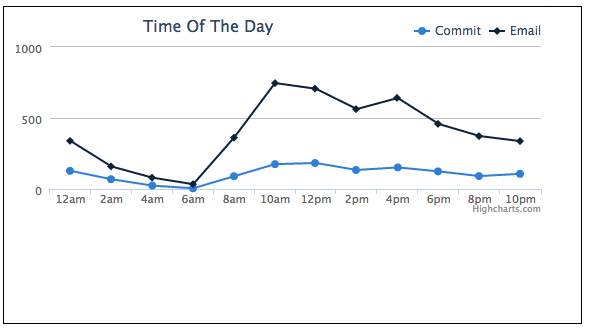 Time Of The Day
Commit Email
1000
500
0
12am 2am 4am 6am 8am 10am 12pm 2pm 4pm 6pm 8pm 10pm
Highcharts.com